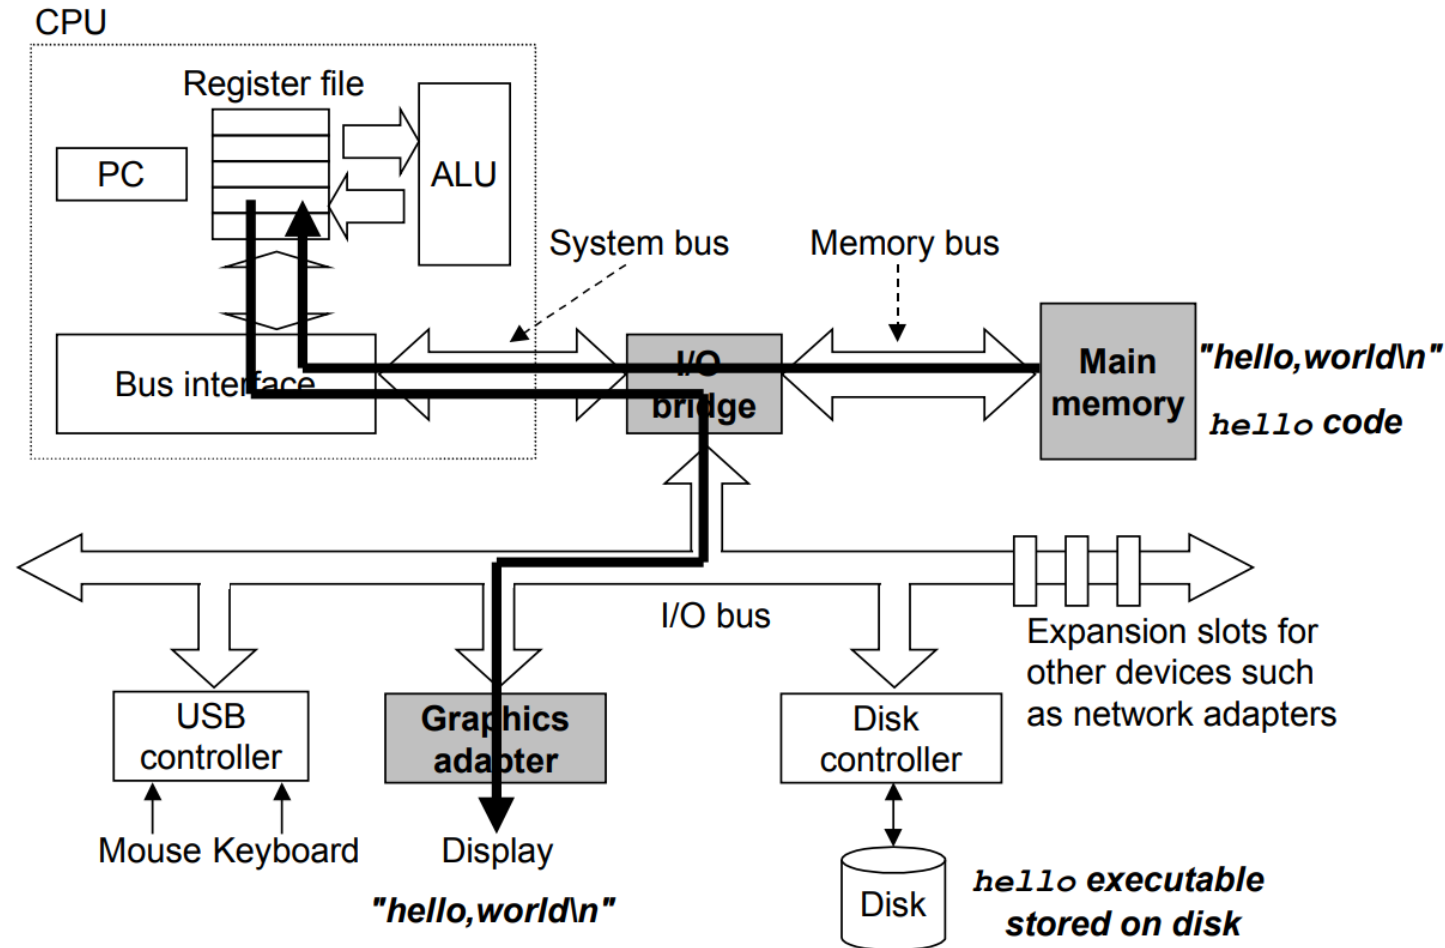 CPU
Register file
PC
ALU
System bus
Memory bus
Bus interface
I/O
bridge
Main
memory
"hello,world\n"
hello code
I/O bus
Expansion slots for
other devices such
as network adapters
USB
controller
Graphics
adapter
Disk
controller
Mouse Keyboard
Display
"hello,world\n"
Disk
hello executable
stored on disk